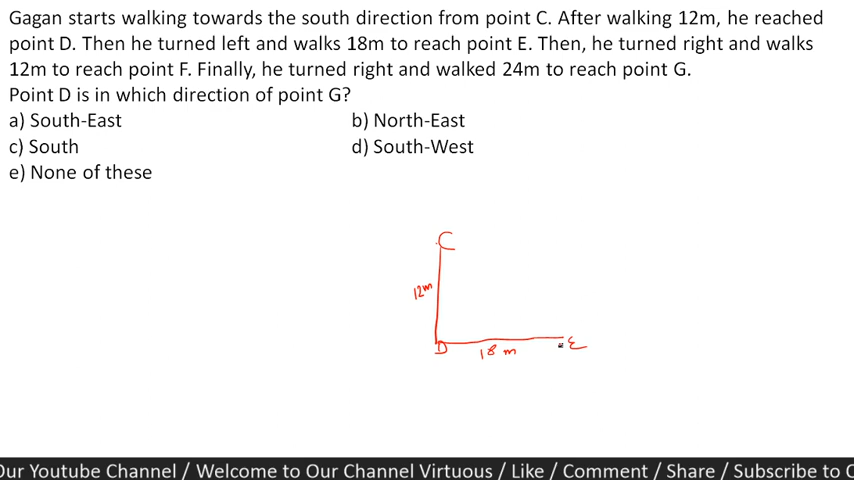 Gagan starts walking towards the south direction from point C. After walking 12m, he reached
point D. Then he turned left and walks 18m to reach point E. Then, he turned right and walks
12m to reach point F. Finally, he turned right and walked 24m to reach point G.
Point D is in which direction of point G?
a) South-East b) North-East
c) South d) South-West
e) None of these
C
12m
D
18 m
E
Our Youtube Channel / Welcome to Our Channel Virtuous / Like / Comment / Share / Subscribe to